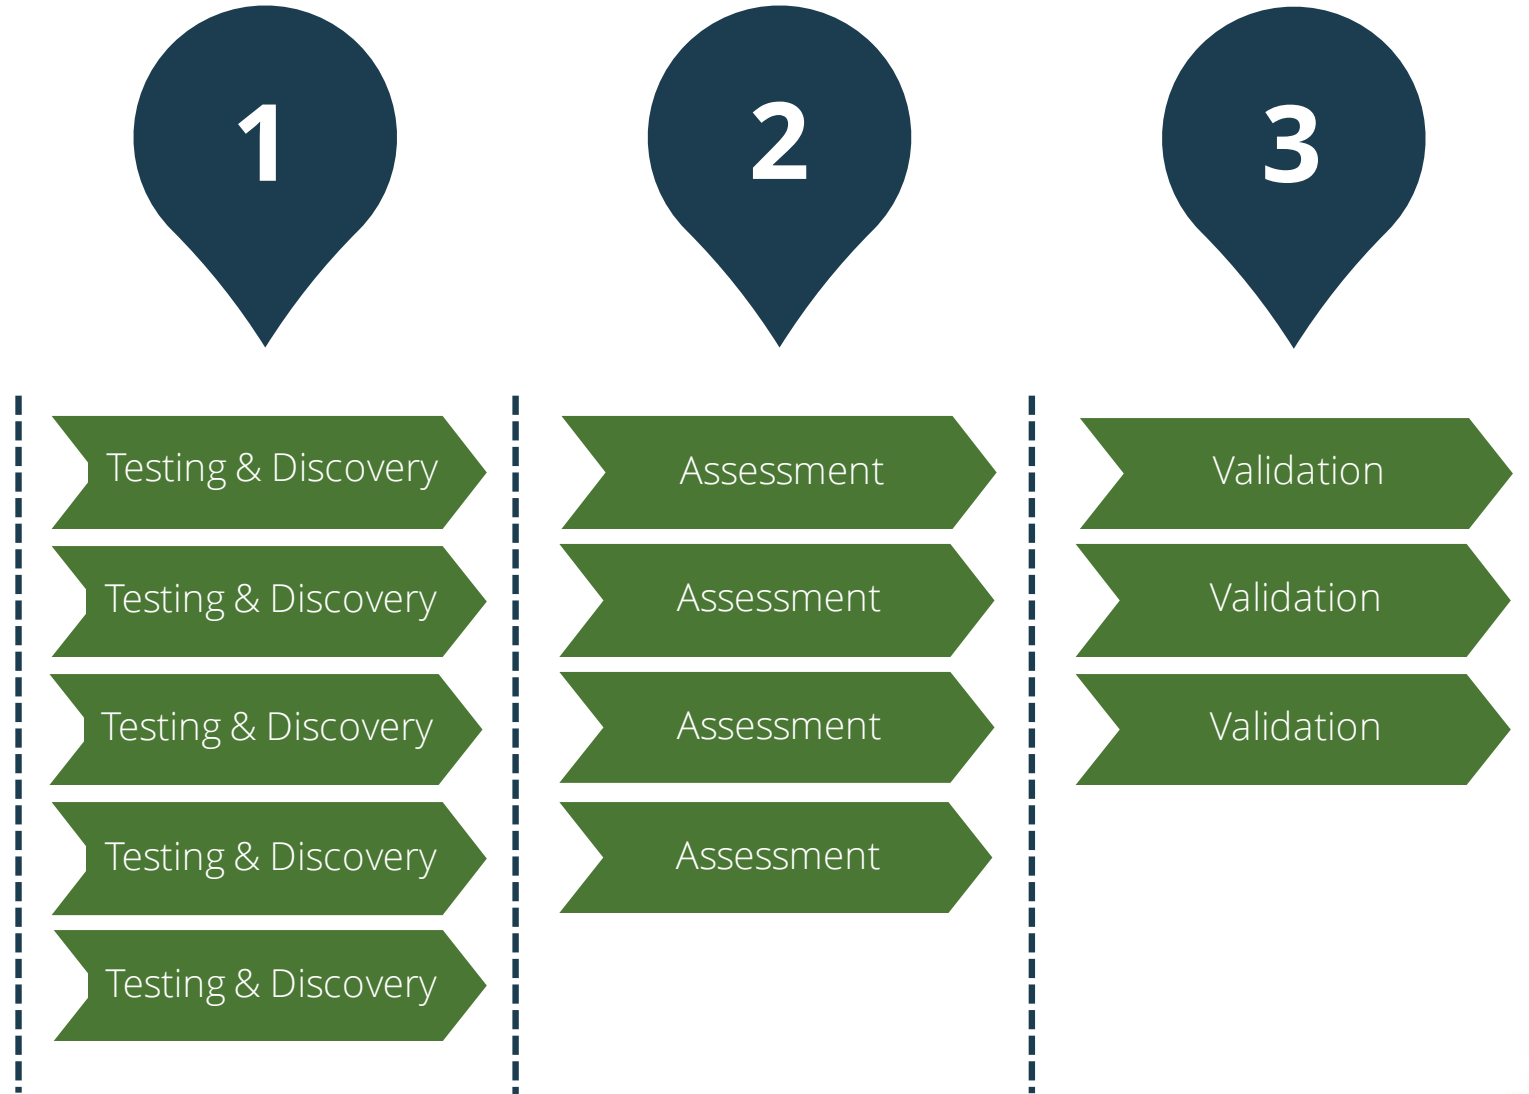 1
2
3
Testing & Discovery
Testing & Discovery
Testing & Discovery
Testing & Discovery
Testing & Discovery
Assessment
Assessment
Assessment
Assessment
Validation
Validation
Validation